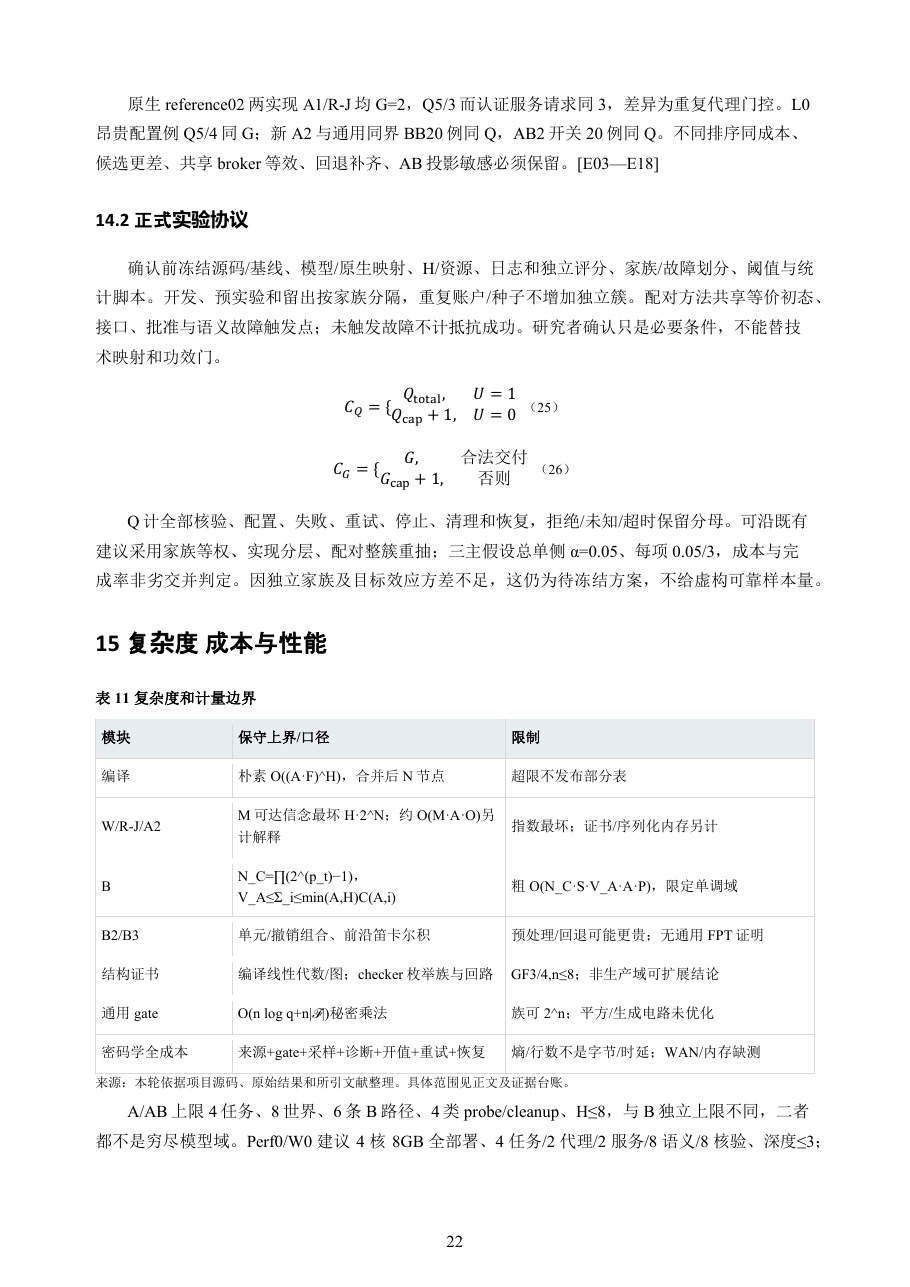 原生 reference02 两实现 A1/R-J 均 G=2，Q5/3 而认证服务请求同 3，差异为重复代理门控。L0
昂贵配置例 Q5/4 同 G；新 A2 与通用同界 BB20 例同 Q，AB2 开关 20 例同 Q。不同排序同成本、
候选更差、共享 broker 等效、回退补齐、AB 投影敏感必须保留。[E03—E18]
14.2 正式实验协议
确认前冻结源码/基线、模型/原生映射、H/资源、日志和独立评分、家族/故障划分、阈值与统
计脚本。开发、预实验和留出按家族分隔，重复账户/种子不增加独立簇。配对方法共享等价初态、
接口、批准与语义故障触发点；未触发故障不计抵抗成功。研究者确认只是必要条件，不能替技
术映射和功效门。
C_Q = {Q_total, U = 1
Q_cap + 1, U = 0 （25）
C_G = {G, 合法交付
G_cap + 1, 否则 （26）
Q 计全部核验、配置、失败、重试、停止、清理和恢复，拒绝/未知/超时保留分母。可沿既有
建议采用家族等权、实现分层、配对整簇重抽；三主假设总单侧 α=0.05、每项 0.05/3，成本与完
成率非劣交并判定。因独立家族及目标效应方差不足，这仍为待冻结方案，不给虚构可靠样本量。
15 复杂度 成本与性能
表 11 复杂度和计量边界
模块 保守上界/口径 限制
编译 朴素 O((A·F)^H)，合并后 N 节点 超限不发布部分表
W/R-J/A2 M 可达信念最坏 H·2^N；约 O(M·A·O)另
计解释 指数最坏；证书/序列化内存另计
B N_C=∏(2^(p_t)−1)，
V_A≤Σ_i≤min(A,H)C(A,i) 粗 O(N_C·S·V_A·A·P)，限定单调域
B2/B3 单元/撤销组合、前沿笛卡尔积 预处理/回退可能更贵；无通用 FPT 证明
结构证书 编译线性代数/图；checker 枚举族与回路 GF3/4,n≤8；非生产域可扩展结论
通用 gate O(n log q+n|ℱ|)秘密乘法 族可 2^n；平方/生成电路未优化
密码学全成本 来源+gate+采样+诊断+开值+重试+恢复 熵/行数不是字节/时延；WAN/内存缺测
来源：本轮依据项目源码、原始结果和所引文献整理。具体范围见正文及证据台账。
A/AB 上限 4 任务、8 世界、6 条 B 路径、4 类 probe/cleanup、H≤8，与 B 独立上限不同，二者
都不是穷尽模型域。Perf0/W0 建议 4 核 8GB 全部署、4 任务/2 代理/2 服务/8 语义/8 核验、深度≤3；
22